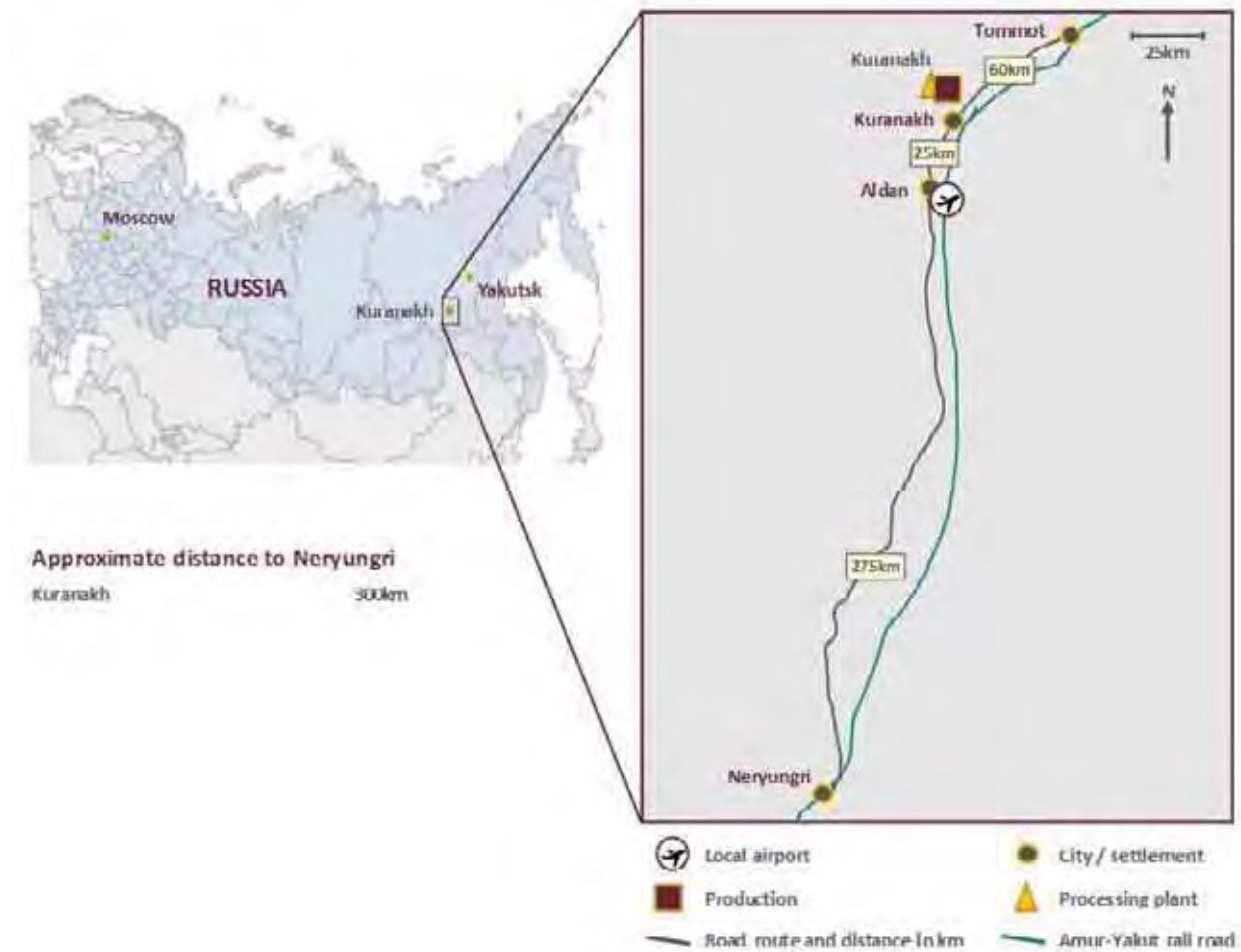 Moscow
RUSSIA
Yakutsk
Kuranakh
Approximate distance to Neryungri
Kuranakh 300km
Tommot
25km
Kuranakh
60km
N
Kuranakh
25km
Aldan
275km
Neryungri
Local airport
City / settlement
Production
Processing plant
Road route and distance in km
Amur-Yakut rail road